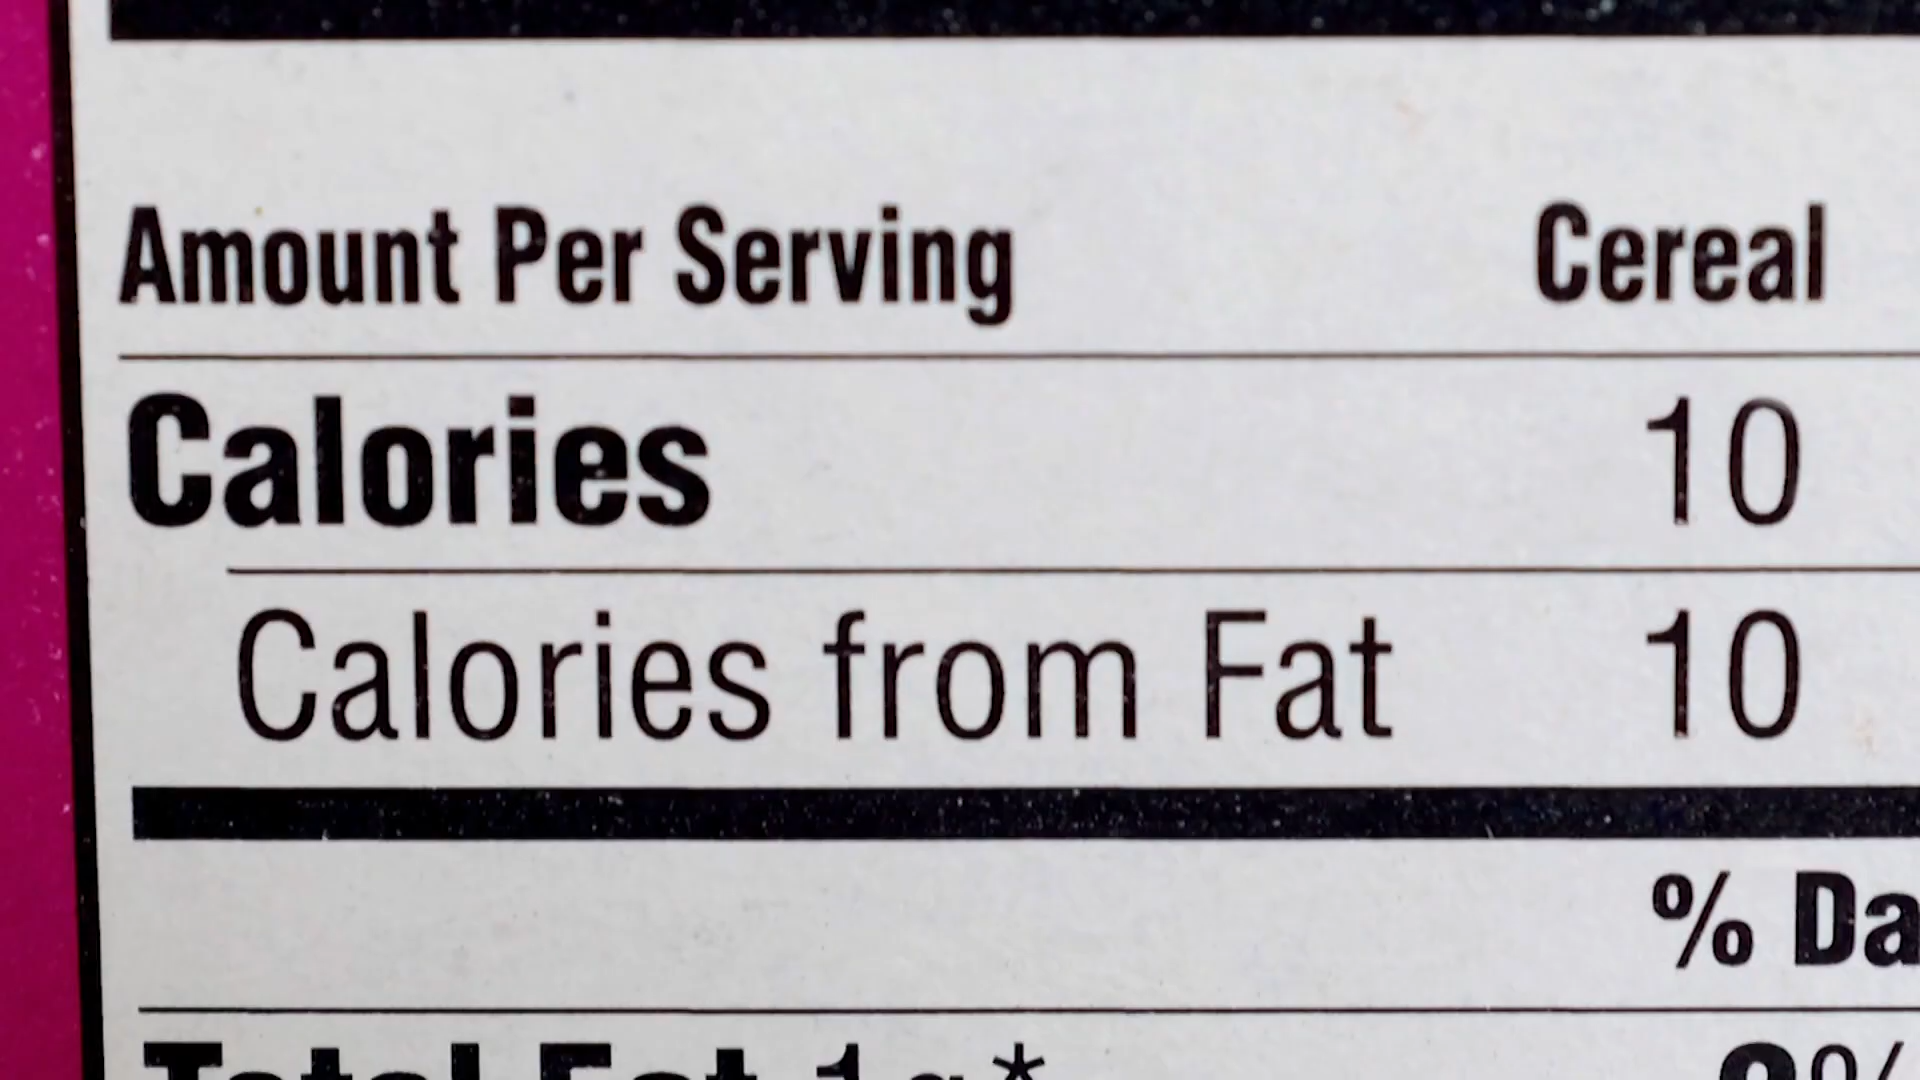 Amount Per Serving Cereal
Calories 10
Calories from Fat 10
% Da
Total Fat 1g*